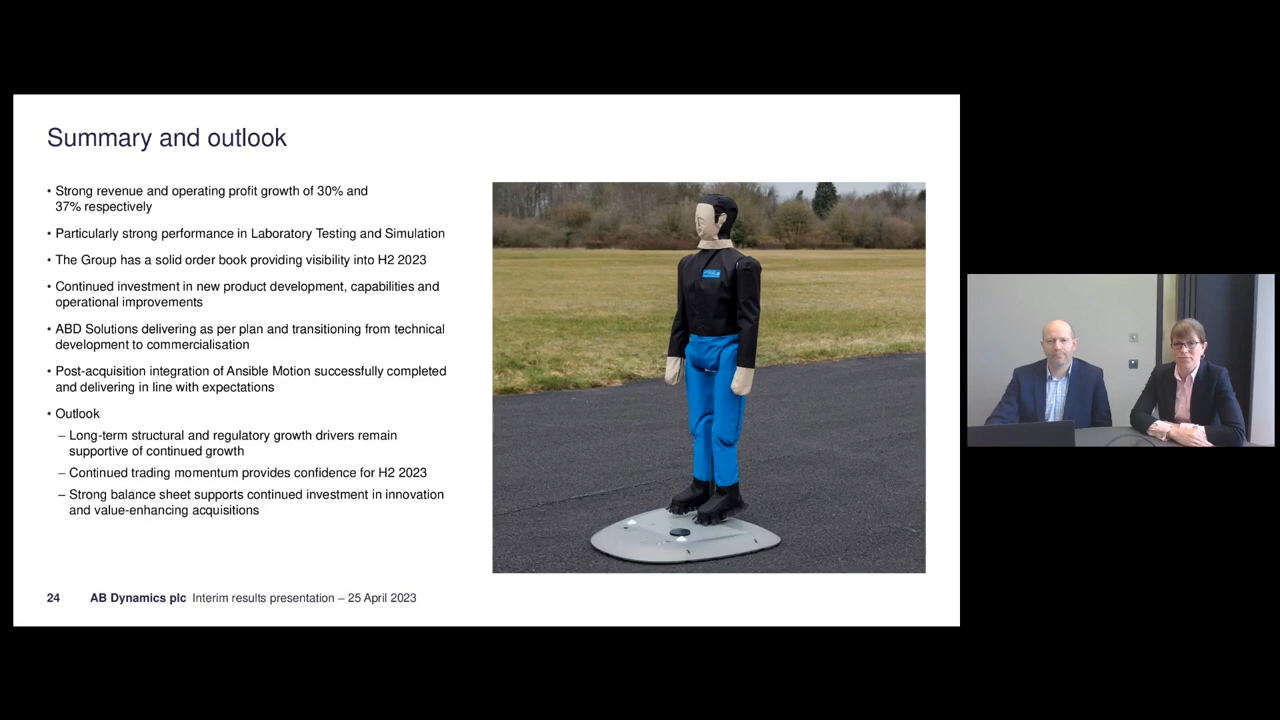 Summary and outlook
• Strong revenue and operating profit growth of 30% and
37% respectively
• Particularly strong performance in Laboratory Testing and Simulation
• The Group has a solid order book providing visibility into H2 2023
• Continued investment in new product development, capabilities and
operational improvements
• ABD Solutions delivering as per plan and transitioning from technical
development to commercialisation
• Post-acquisition integration of Ansible Motion successfully completed
and delivering in line with expectations
• Outlook
– Long-term structural and regulatory growth drivers remain
supportive of continued growth
– Continued trading momentum provides confidence for H2 2023
– Strong balance sheet supports continued investment in innovation
and value-enhancing acquisitions
24 AB Dynamics plc Interim results presentation – 25 April 2023